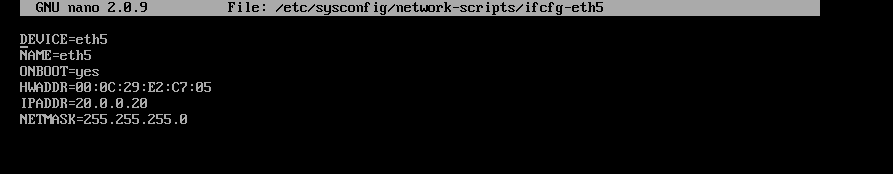 GNU nano 2.0.9 File: /etc/sysconfig/network-scripts/ifcfg-eth5
DEVICE=eth5
NAME=eth5
ONBOOT=yes
HWADDR=00:0C:29:E2:C7:05
IPADDR=20.0.0.20
NETMASK=255.255.255.0